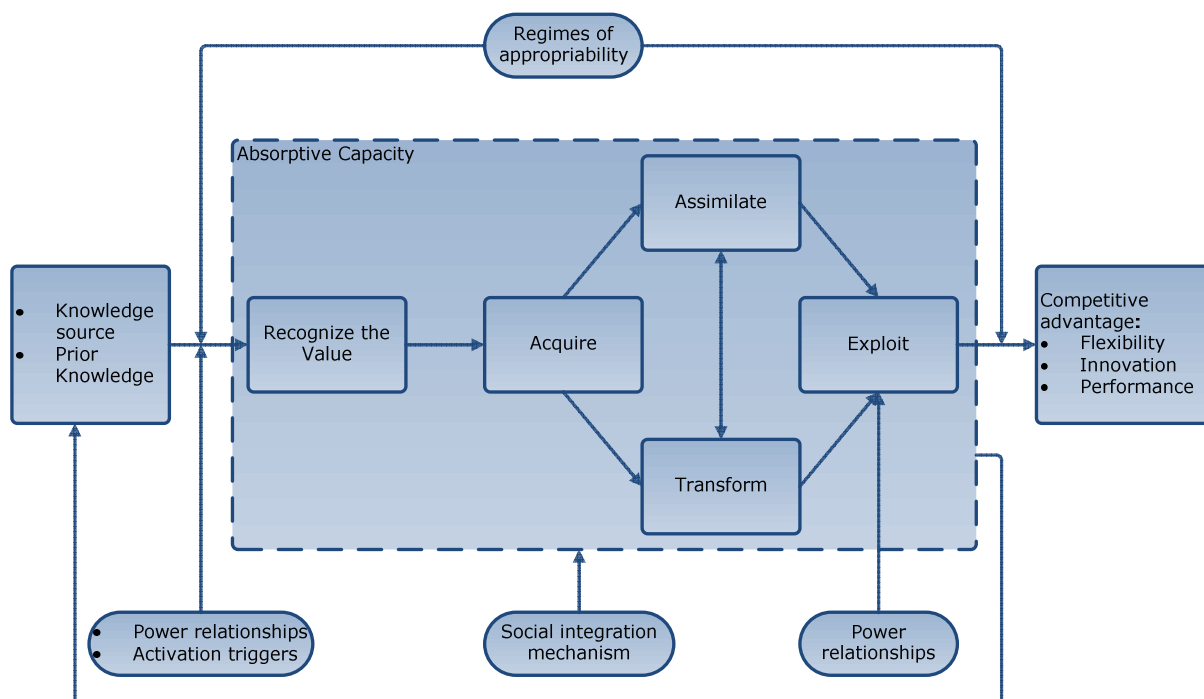 Regimes of
appropriability
Absorptive Capacity
Assimilate
• Knowledge
source
• Prior
Knowledge
Recognize the
Value
Acquire
Exploit
Competitive
advantage:
• Flexibility
• Innovation
• Performance
Transform
• Power relationships
• Activation triggers
Social integration
mechanism
Power
relationships